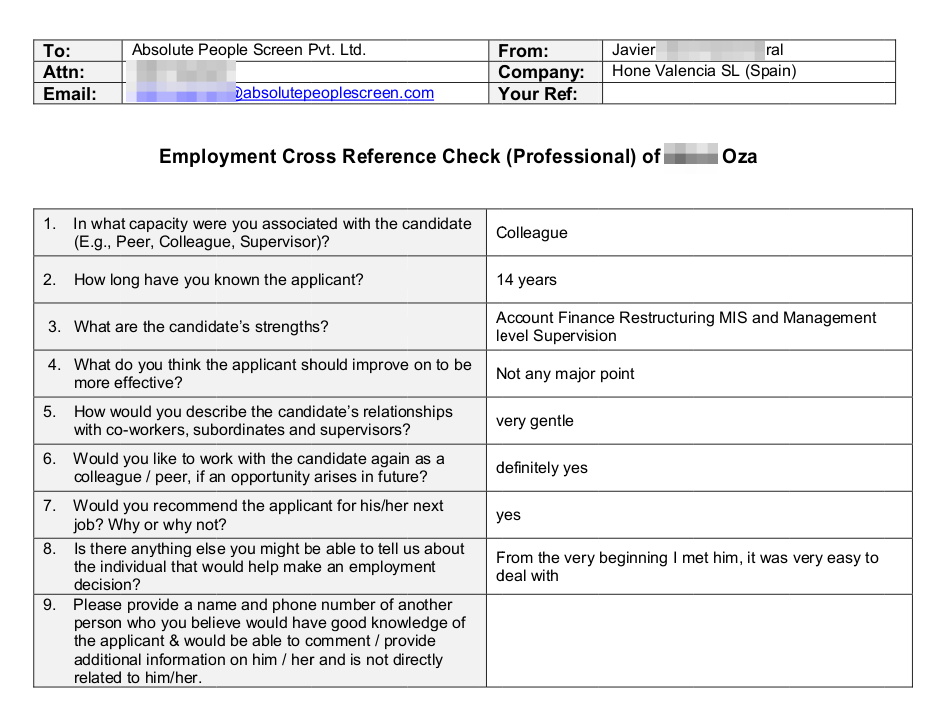 To: Absolute People Screen Pvt. Ltd. From: Javier ral
Attn: Company: Hone Valencia SL (Spain)
Email: @absolutepeoplescreen.com Your Ref:
Employment Cross Reference Check (Professional) of Oza
1. In what capacity were you associated with the candidate
(E.g., Peer, Colleague, Supervisor)?
Colleague
2. How long have you known the applicant?
14 years
3. What are the candidate’s strengths?
Account Finance Restructuring MIS and Management
level Supervision
4. What do you think the applicant should improve on to be
more effective?
Not any major point
5. How would you describe the candidate’s relationships
with co-workers, subordinates and supervisors?
very gentle
6. Would you like to work with the candidate again as a
colleague / peer, if an opportunity arises in future?
definitely yes
7. Would you recommend the applicant for his/her next
job? Why or why not?
yes
8. Is there anything else you might be able to tell us about
the individual that would help make an employment
decision?
From the very beginning I met him, it was very easy to
deal with
9. Please provide a name and phone number of another
person who you believe would have good knowledge of
the applicant & would be able to comment / provide
additional information on him / her and is not directly
related to him/her.